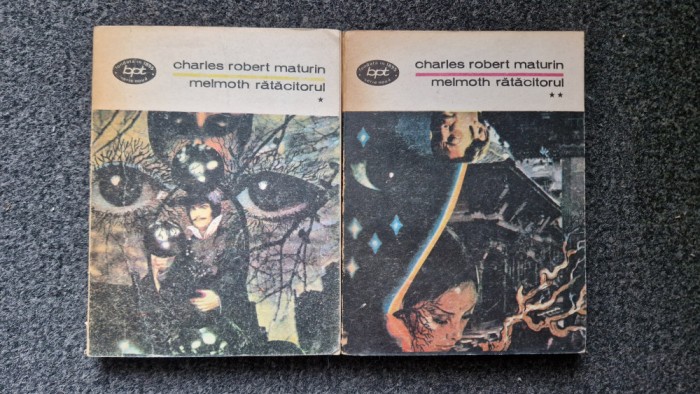 bpt
charles robert maturin
melmoth rătăcitorul
*
bpt
charles robert maturin
melmoth rătăcitorul
**